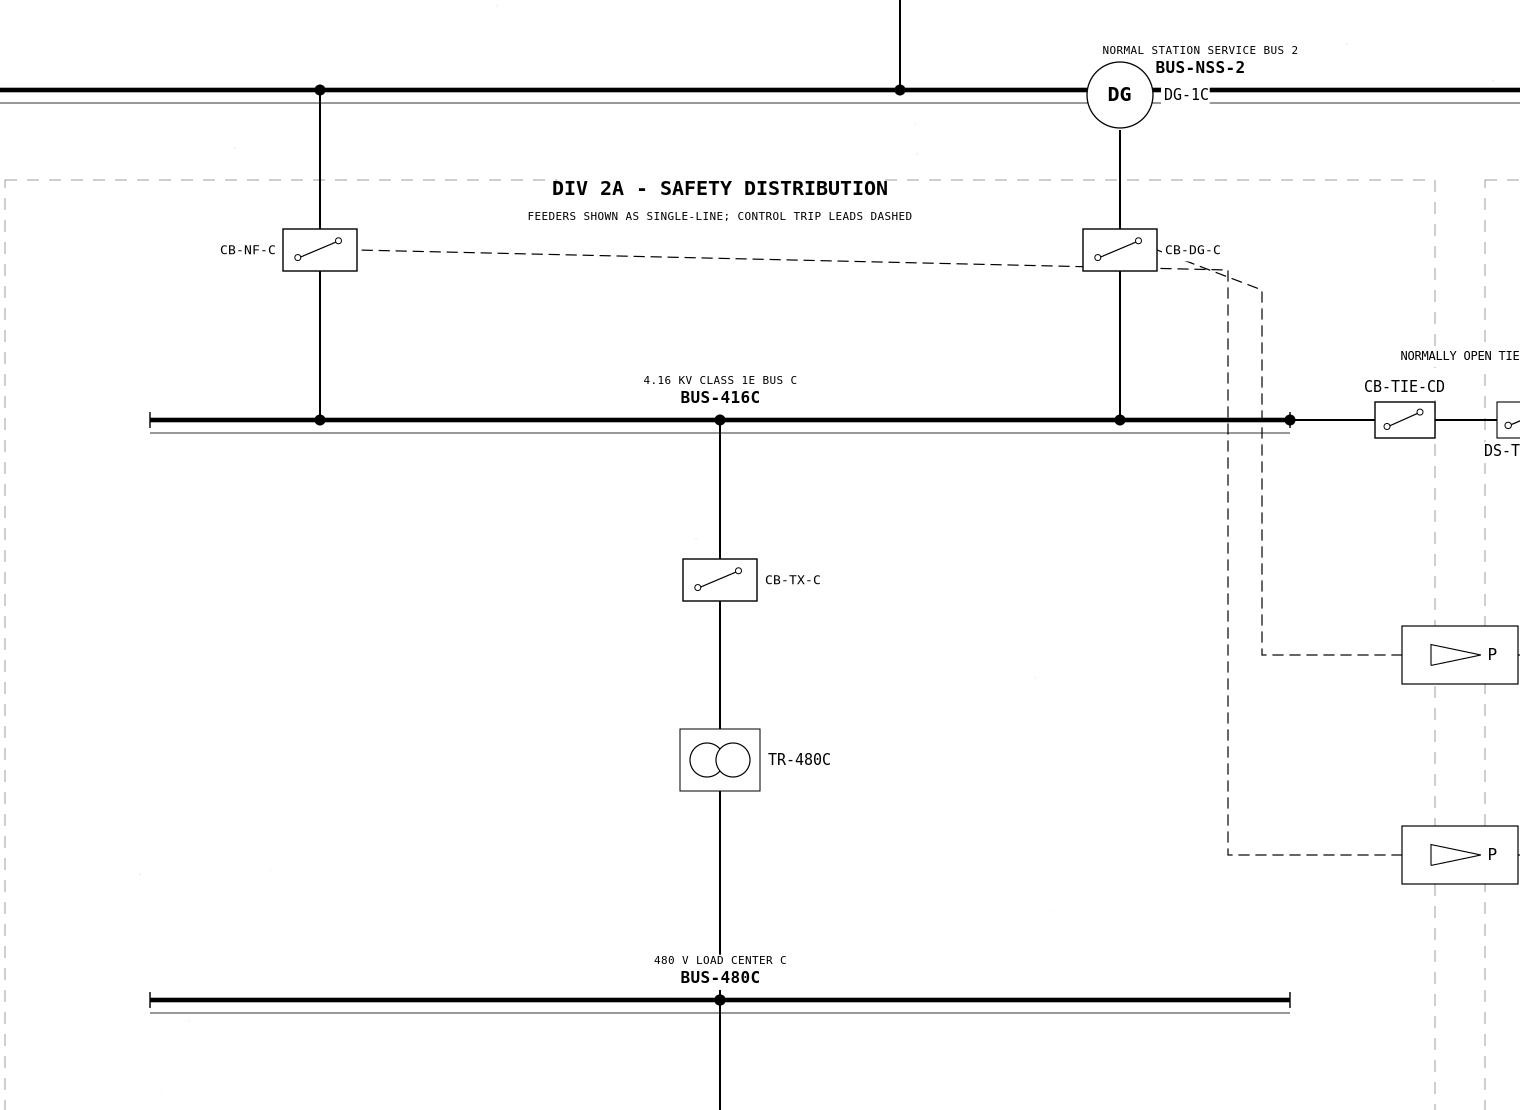 NORMAL STATION SERVICE BUS 2
BUS-NSS-2
DG
DG-1C
DIV 2A - SAFETY DISTRIBUTION
FEEDERS SHOWN AS SINGLE-LINE; CONTROL TRIP LEADS DASHED
CB-NF-C
CB-DG-C
NORMALLY OPEN TIE
4.16 KV CLASS 1E BUS C
BUS-416C
CB-TIE-CD
DS-T
CB-TX-C
P
TR-480C
P
480 V LOAD CENTER C
BUS-480C